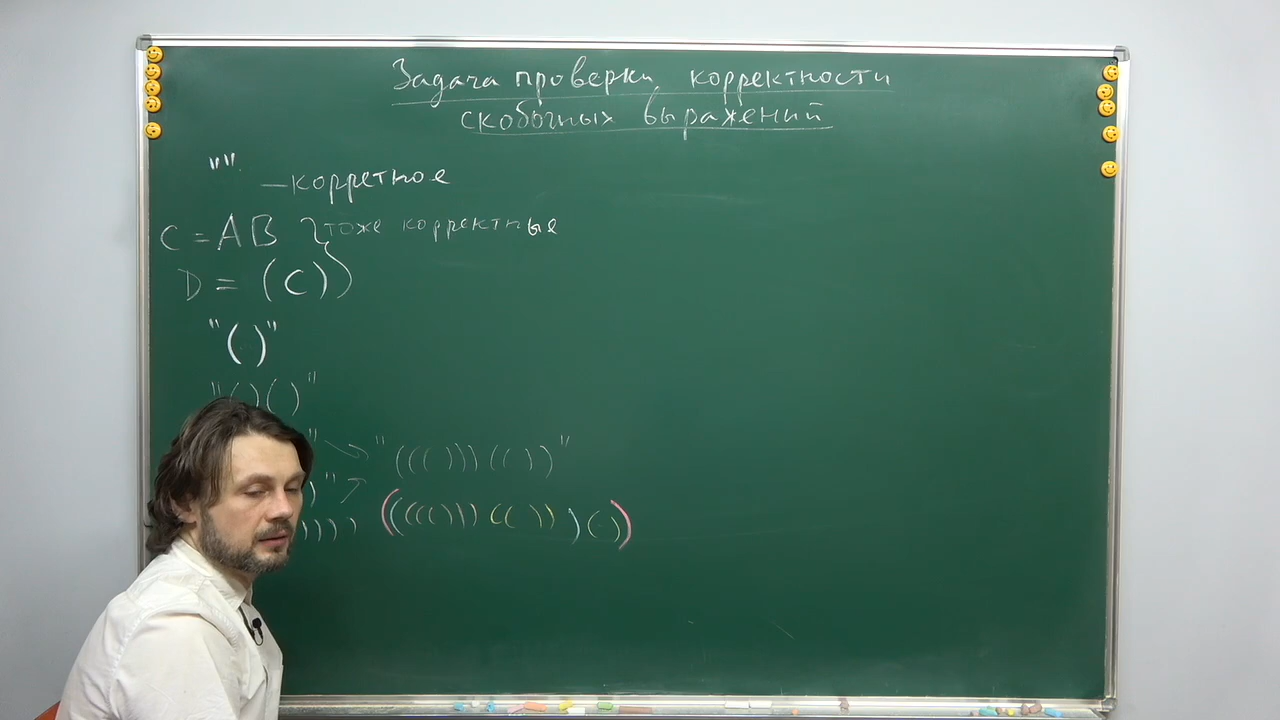 Задача проверки корректности
скобочных выражений
"" — корретное
C = AB } тоже корректные
D = (C)
"( )"
"( )( )"
" ↘ "((( )))(( ))"
)" ↗
)))) (((( ( )))(( )))( ))